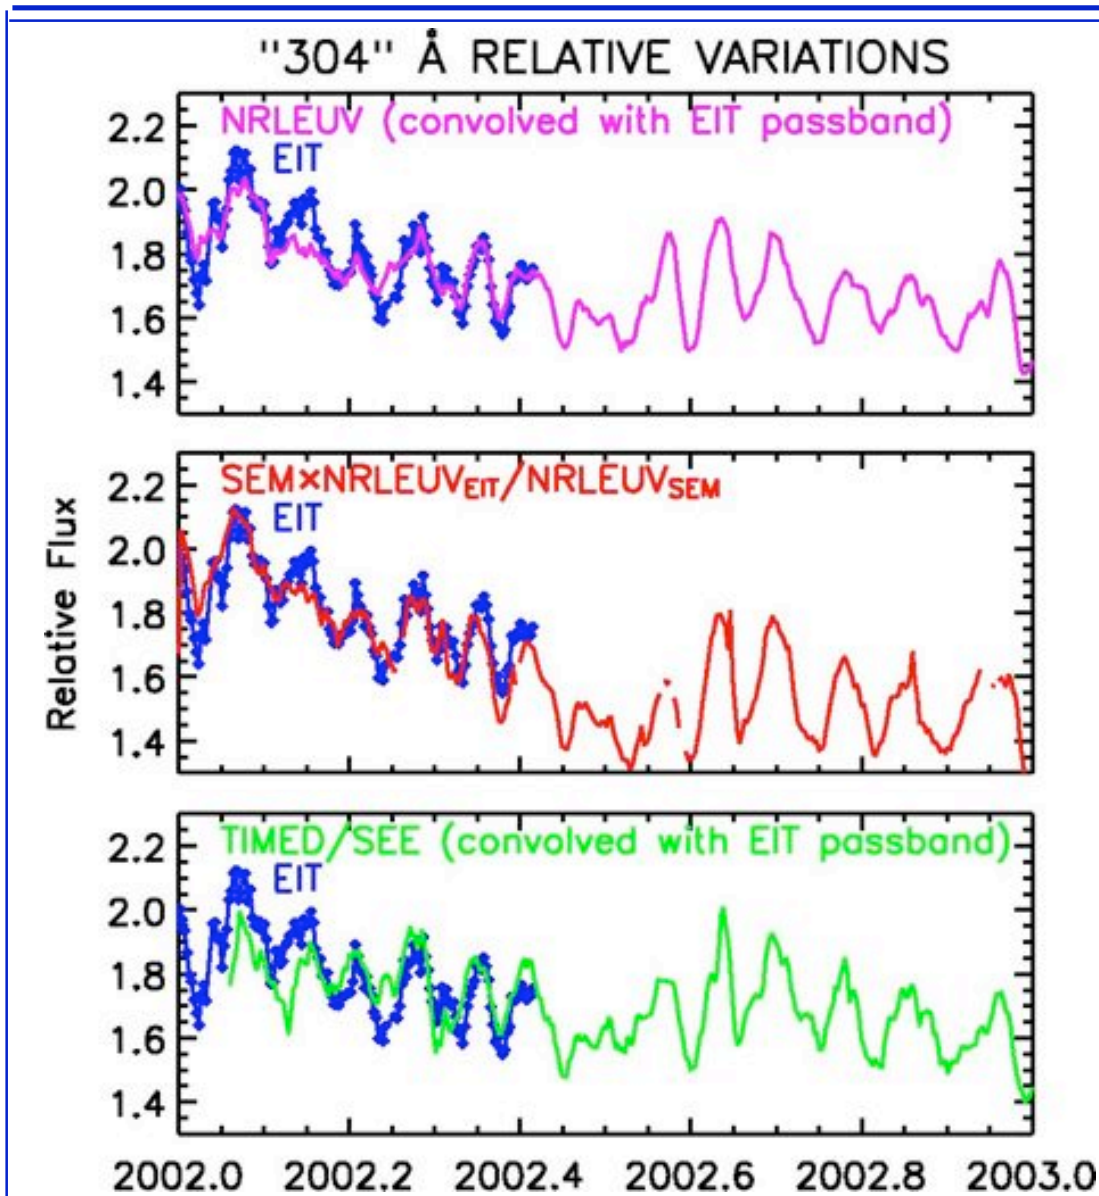 "304" Å RELATIVE VARIATIONS
NRLEUV (convolved with EIT passband)
EIT
2.2
2.0
1.8
1.6
1.4
SEM×NRLEUV_EIT/NRLEUV_SEM
EIT
2.2
2.0
1.8
1.6
1.4
Relative Flux
TIMED/SEE (convolved with EIT passband)
EIT
2.2
2.0
1.8
1.6
1.4
2002.0 2002.2 2002.4 2002.6 2002.8 2003.0